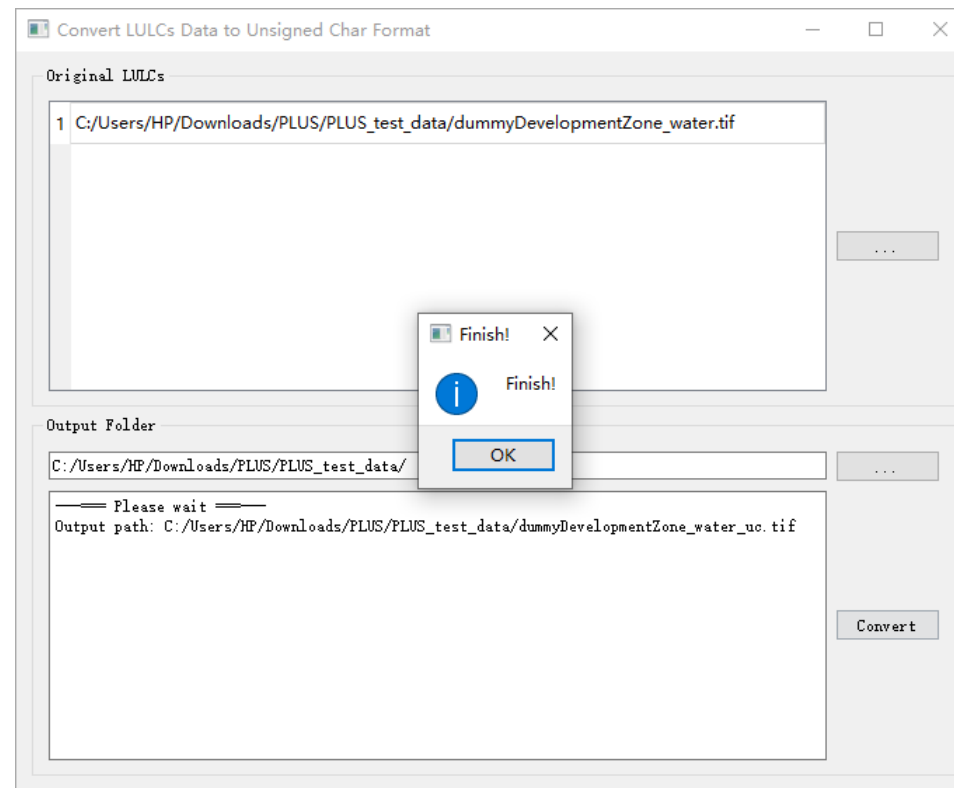 Convert LULCs Data to Unsigned Char Format
Original LULCs
1 C:/Users/HP/Downloads/PLUS/PLUS_test_data/dummyDevelopmentZone_water.tif
...
Finish!
Finish!
OK
Output Folder
C:/Users/HP/Downloads/PLUS/PLUS_test_data/
...
—=== Please wait ===—
Output path: C:/Users/HP/Downloads/PLUS/PLUS_test_data/dummyDevelopmentZone_water_uc.tif
Convert